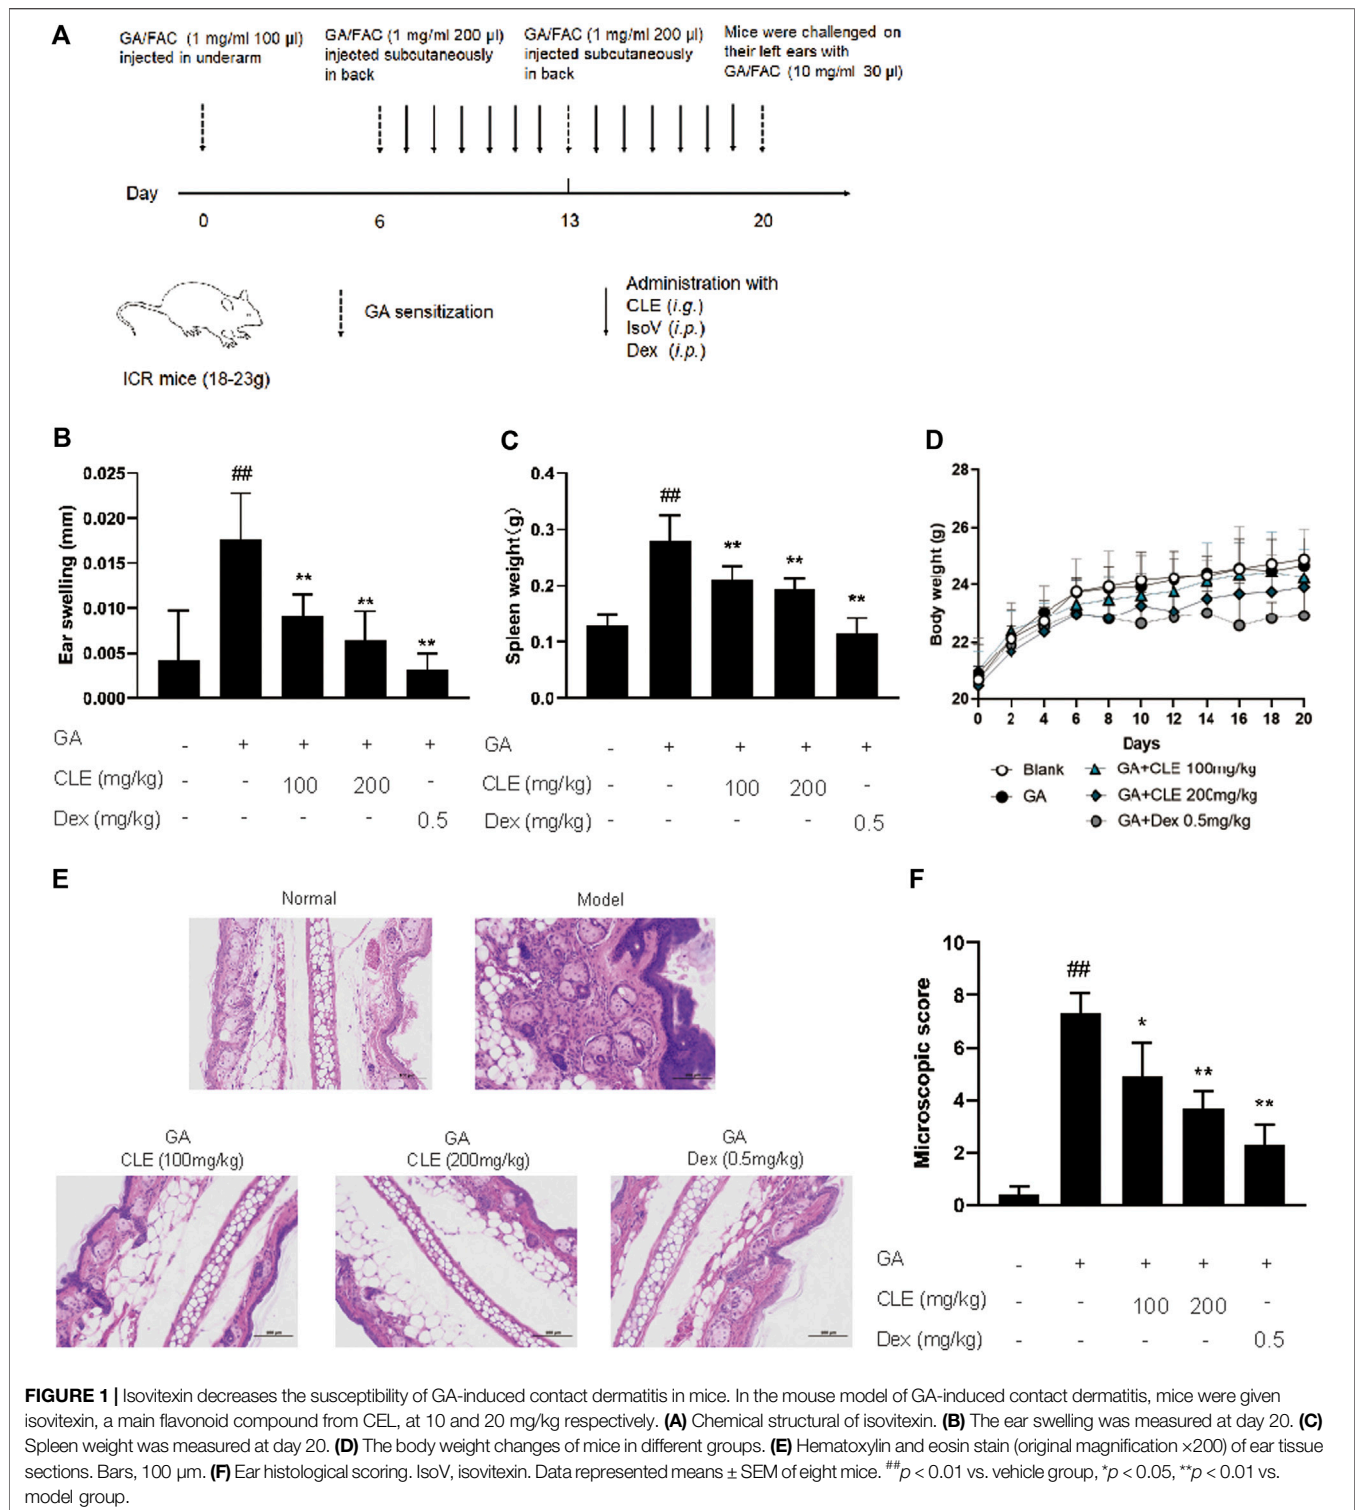 A
GA/FAC (1 mg/ml 100 µl)
injected in underarm
GA/FAC (1 mg/ml 200 µl)
injected subcutaneously
in back
GA/FAC (1 mg/ml 200 µl)
injected subcutaneously
in back
Mice were challenged on
their left ears with
GA/FAC (10 mg/ml 30 µl)
Day
0
6
13
20
ICR mice (18-23g)
GA sensitization
Administration with
CLE (i.g.)
IsoV (i.p.)
Dex (i.p.)
B
Ear swelling (mm)
0.025
0.020
0.015
0.010
0.005
0.000
##
**
**
**
GA - + + + +
CLE (mg/kg) - - 100 200 -
Dex (mg/kg) - - - - 0.5
C
Spleen weight(g)
0.4
0.3
0.2
0.1
0.0
##
**
**
**
GA - + + + +
CLE (mg/kg) - - 100 200 -
Dex (mg/kg) - - - - 0.5
D
Body weight (g)
28
26
24
22
20
0 2 4 6 8 10 12 14 16 18 20
Days
Blank
GA
GA+CLE 100mg/kg
GA+CLE 200mg/kg
GA+Dex 0.5mg/kg
E
Normal
Model
GA
CLE (100mg/kg)
GA
CLE (200mg/kg)
GA
Dex (0.5mg/kg)
F
Microscopic score
10
8
6
4
2
0
##
*
**
**
GA - + + + +
CLE (mg/kg) - - 100 200 -
Dex (mg/kg) - - - - 0.5
FIGURE 1 | Isovitexin decreases the susceptibility of GA-induced contact dermatitis in mice. In the mouse model of GA-induced contact dermatitis, mice were given
isovitexin, a main flavonoid compound from CEL, at 10 and 20 mg/kg respectively. (A) Chemical structural of isovitexin. (B) The ear swelling was measured at day 20. (C)
Spleen weight was measured at day 20. (D) The body weight changes of mice in different groups. (E) Hematoxylin and eosin stain (original magnification ×200) of ear tissue
sections. Bars, 100 µm. (F) Ear histological scoring. IsoV, isovitexin. Data represented means ± SEM of eight mice. ##p < 0.01 vs. vehicle group, *p < 0.05, **p < 0.01 vs.
model group.